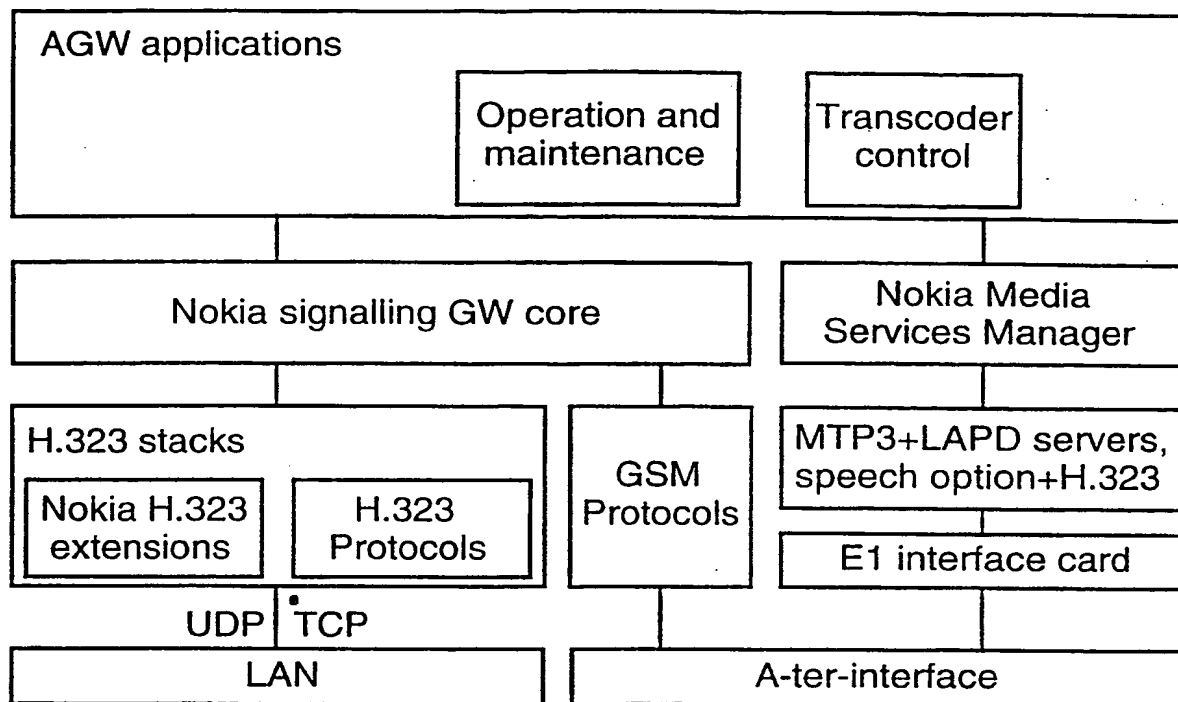 AGW applications
Operation and
maintenance
Transcoder
control
Nokia signalling GW core
Nokia Media
Services Manager
H.323 stacks
Nokia H.323
extensions
H.323
Protocols
GSM
Protocols
MTP3+LAPD servers,
speech option+H.323
E1 interface card
UDP TCP
LAN
A-ter-interface